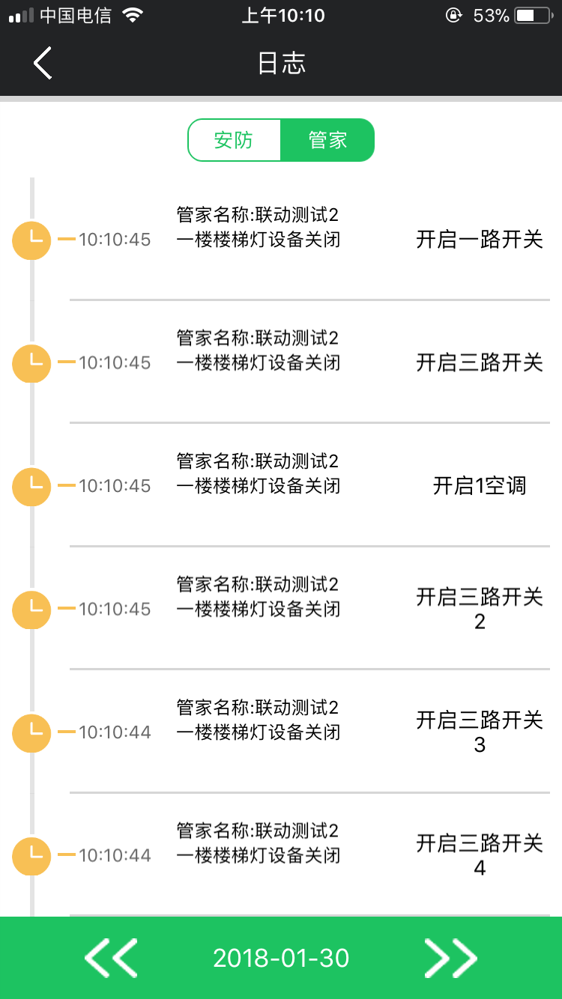 中国电信 上午10:10 53%
日志
安防 管家
管家名称:联动测试2
10:10:45 一楼楼梯灯设备关闭 开启一路开关
管家名称:联动测试2
10:10:45 一楼楼梯灯设备关闭 开启三路开关
管家名称:联动测试2
10:10:45 一楼楼梯灯设备关闭 开启1空调
管家名称:联动测试2 开启三路开关
10:10:45 一楼楼梯灯设备关闭 2
管家名称:联动测试2 开启三路开关
10:10:44 一楼楼梯灯设备关闭 3
管家名称:联动测试2 开启三路开关
10:10:44 一楼楼梯灯设备关闭 4
2018-01-30